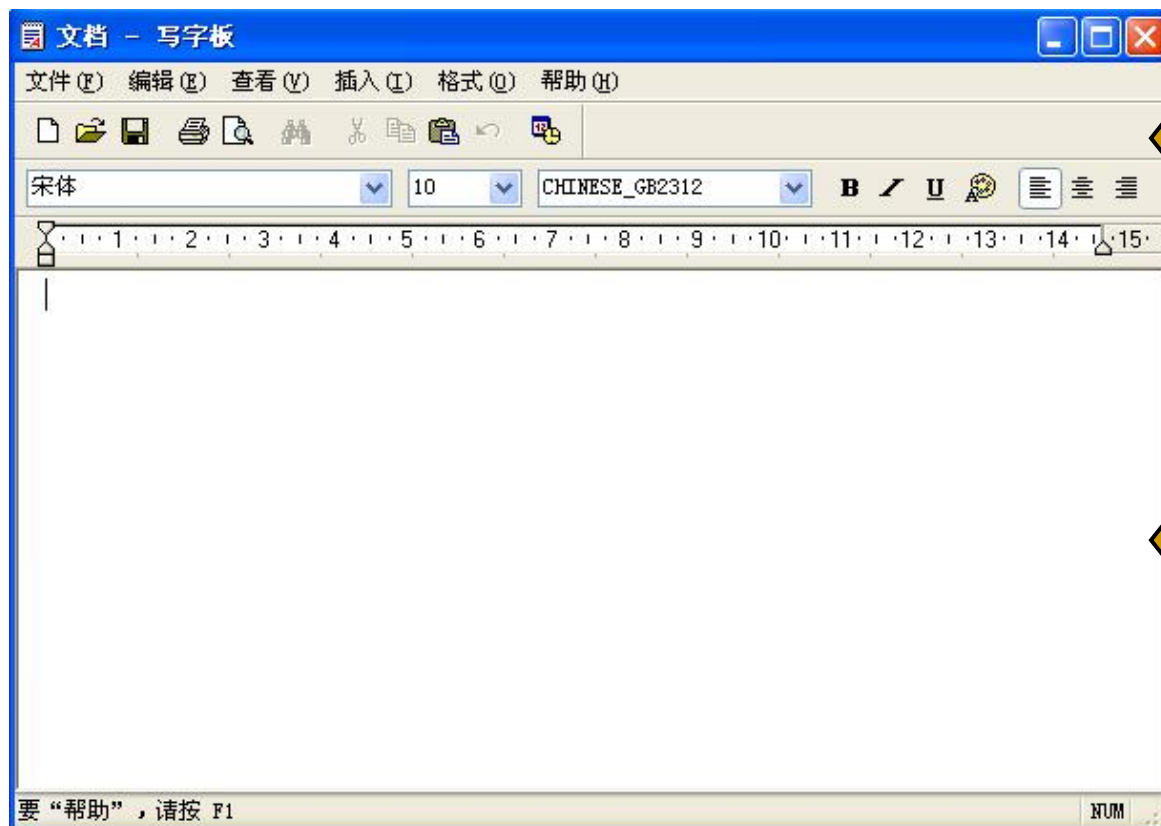 文档 - 写字板
文件(F) 编辑(E) 查看(V) 插入(I) 格式(O) 帮助(H)
宋体 10 CHINESE_GB2312 B I U
1 2 3 4 5 6 7 8 9 10 11 12 13 14 15
要“帮助”,请按 F1 NUM